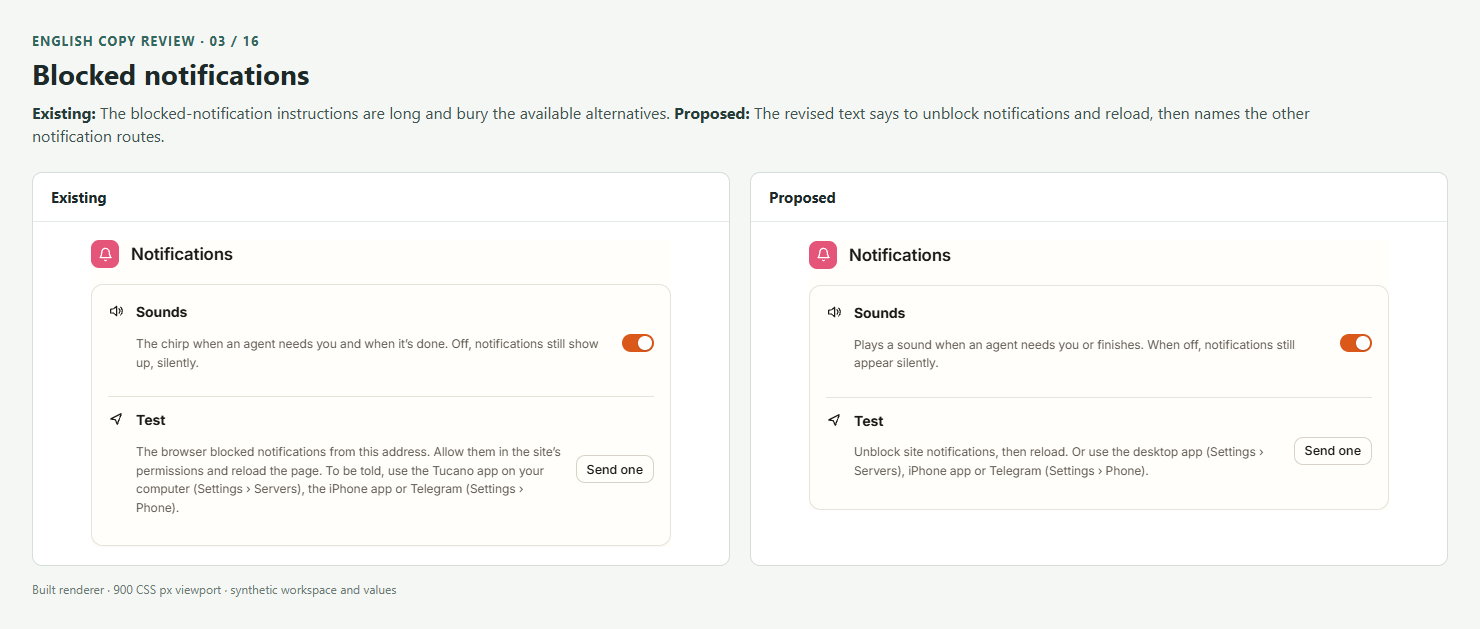 ENGLISH COPY REVIEW · 03 / 16
Blocked notifications
Existing: The blocked-notification instructions are long and bury the available alternatives. Proposed: The revised text says to unblock notifications and reload, then names the other
notification routes.
Existing
Notifications
Sounds
The chirp when an agent needs you and when it’s done. Off, notifications still show
up, silently.
Test
The browser blocked notifications from this address. Allow them in the site’s
permissions and reload the page. To be told, use the Tucano app on your
computer (Settings › Servers), the iPhone app or Telegram (Settings ›
Phone).
Send one
Proposed
Notifications
Sounds
Plays a sound when an agent needs you or finishes. When off, notifications still
appear silently.
Test
Unblock site notifications, then reload. Or use the desktop app (Settings ›
Servers), iPhone app or Telegram (Settings › Phone).
Send one
Built renderer · 900 CSS px viewport · synthetic workspace and values